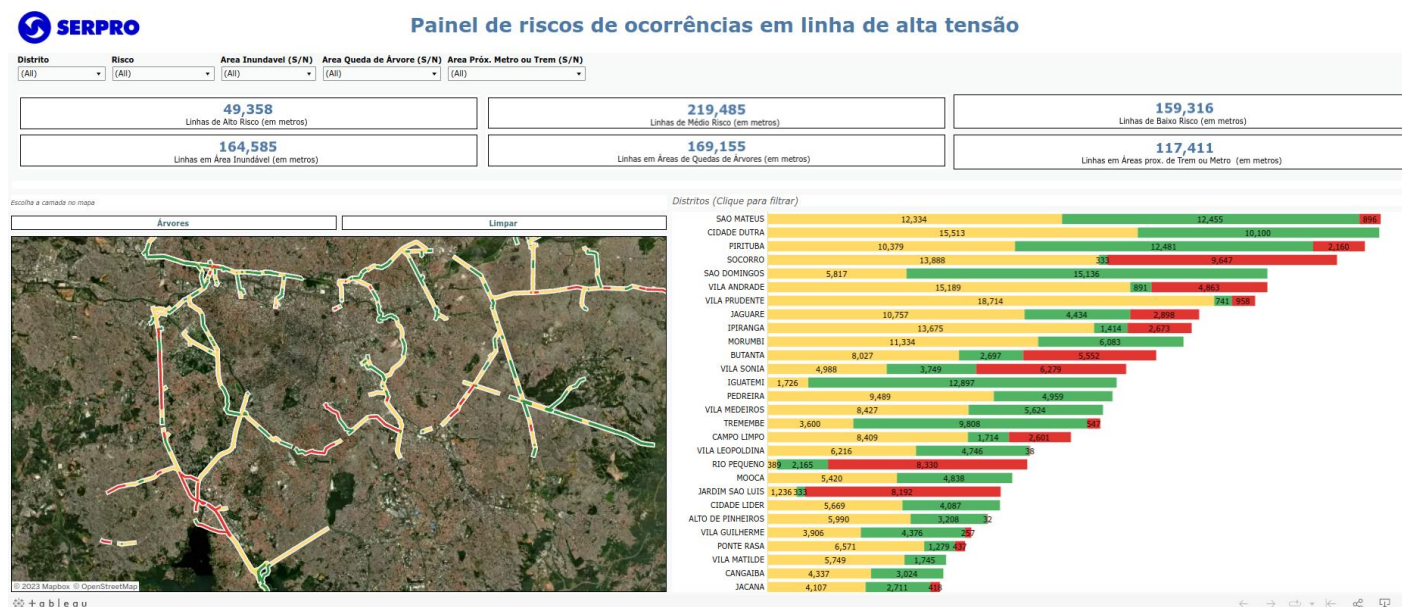 SERPRO
Painel de riscos de ocorrências em linha de alta tensão
Distrito Risco Area Inundavel (S/N) Area Queda de Árvore (S/N) Area Próx. Metro ou Trem (S/N)
(All) (All) (All) (All) (All)
49,358 219,485 159,316
Linhas de Alto Risco (em metros) Linhas de Médio Risco (em metros) Linhas de Baixo Risco (em metros)
164,585 169,155 117,411
Linhas em Área Inundável (em metros) Linhas em Áreas de Quedas de Árvores (em metros) Linhas em Áreas prox. de Trem ou Metro (em metros)
Escolha a camada no mapa Distritos (Clique para filtrar)
Árvores Limpar
SAO MATEUS 12,334 12,455 896
CIDADE DUTRA 15,513 10,100
PIRITUBA 10,379 12,481 2,160
SOCORRO 13,888 333 9,647
SAO DOMINGOS 5,817 15,136
VILA ANDRADE 15,189 891 4,863
VILA PRUDENTE 18,714 741 958
JAGUARE 10,757 4,434 2,898
IPIRANGA 13,675 1,414 2,673
MORUMBI 11,334 6,083
BUTANTA 8,027 2,697 5,552
VILA SONIA 4,988 3,749 6,279
IGUATEMI 1,726 12,897
PEDREIRA 9,489 4,959
VILA MEDEIROS 8,427 5,624
TREMEMBE 3,600 9,808 547
CAMPO LIMPO 8,409 1,714 2,601
VILA LEOPOLDINA 6,216 4,746 38
RIO PEQUENO 389 2,165 8,330
MOOCA 5,420 4,838
JARDIM SAO LUIS 1,236 333 8,192
CIDADE LIDER 5,669 4,087
ALTO DE PINHEIROS 5,990 3,208 32
VILA GUILHERME 3,906 4,376 257
PONTE RASA 6,571 1,279 437
VILA MATILDE 5,749 1,745
CANGAIBA 4,337 3,024
JACANA 4,107 2,711 418
© 2023 Mapbox © OpenStreetMap
+ a b l e a u